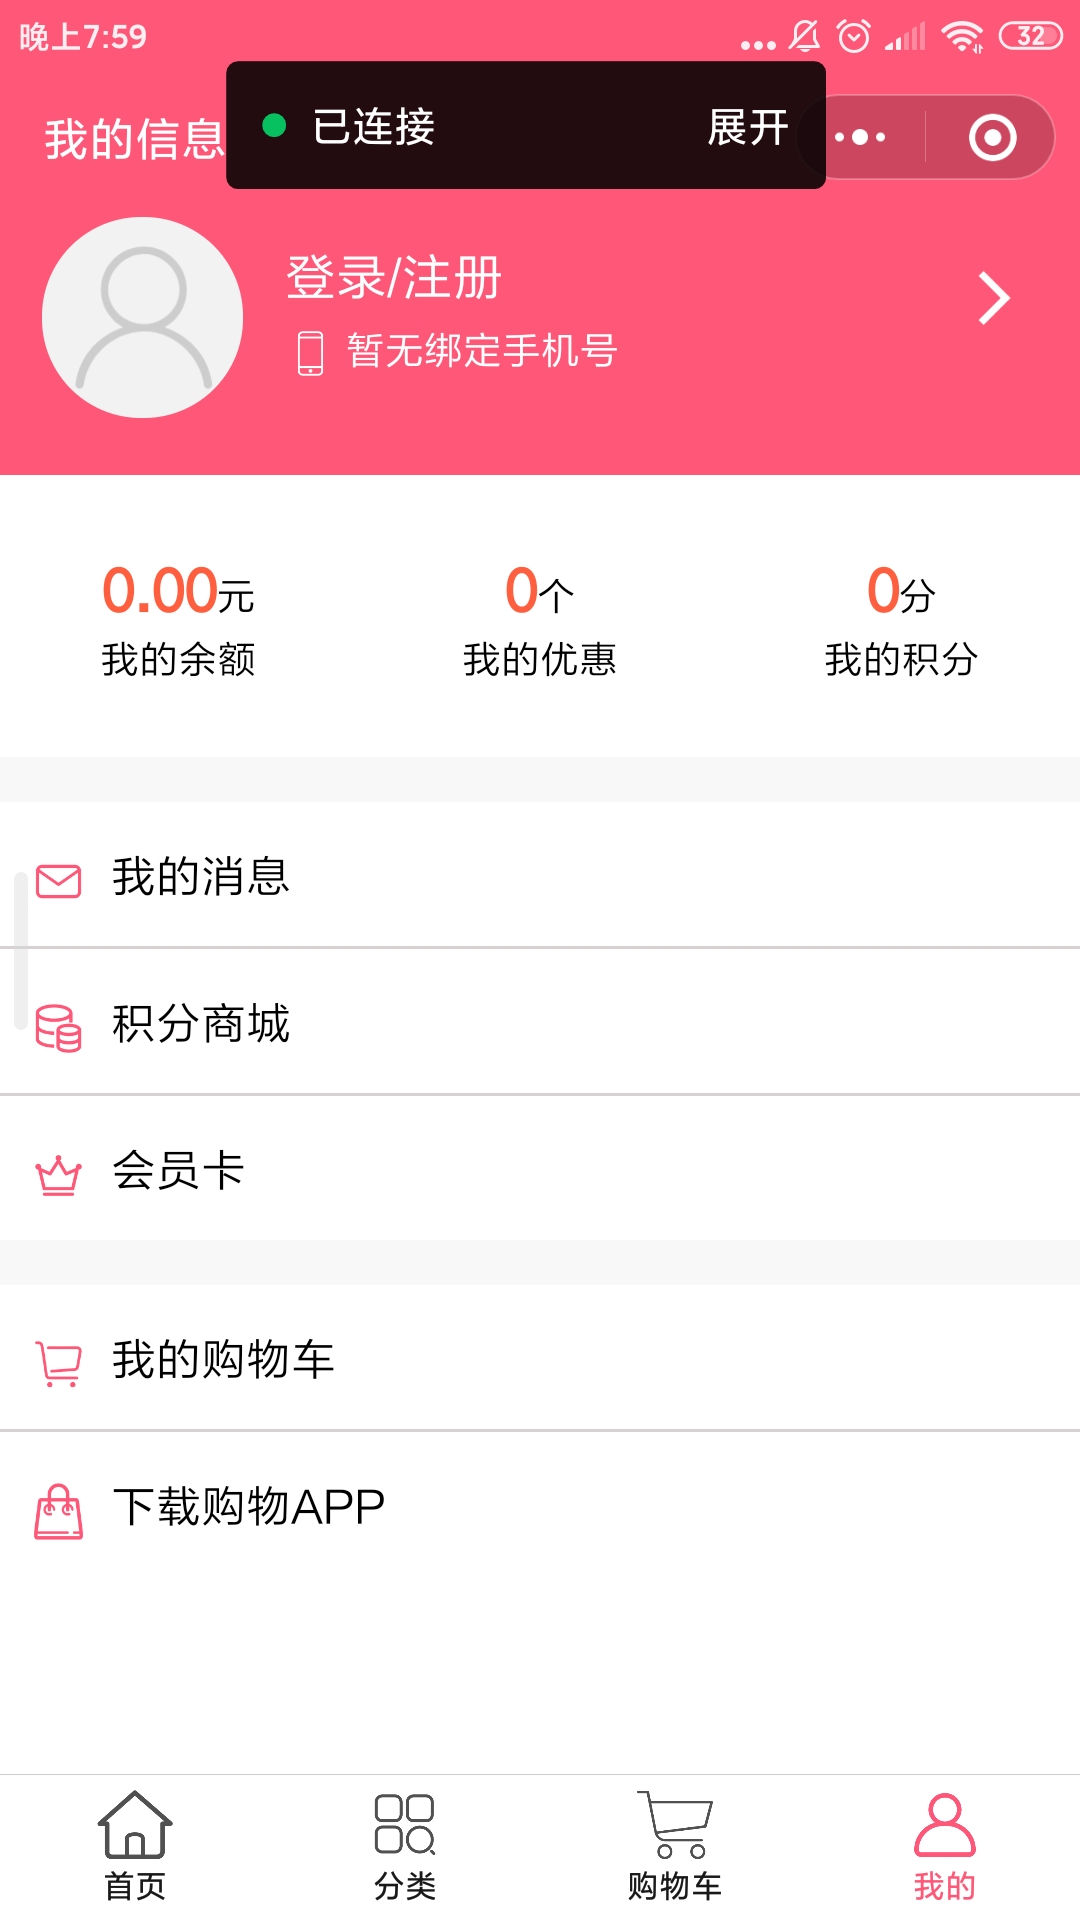 晚上7:59
32
我的信息
已连接
展开
登录/注册
暂无绑定手机号
0.00元
0个
0分
我的余额
我的优惠
我的积分
我的消息
积分商城
会员卡
我的购物车
下载购物APP
首页
分类
购物车
我的